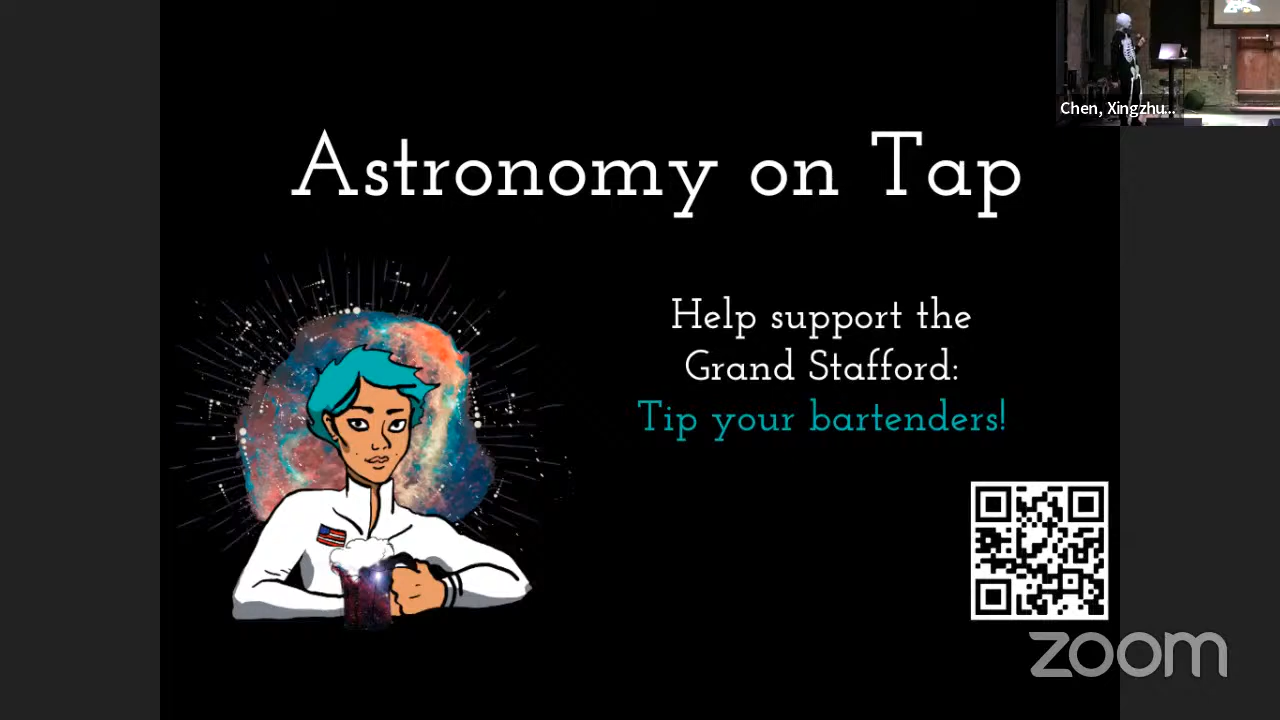 Chen, Xingzhu...
Astronomy on Tap
Help support the
Grand Stafford:
Tip your bartenders!
zoom